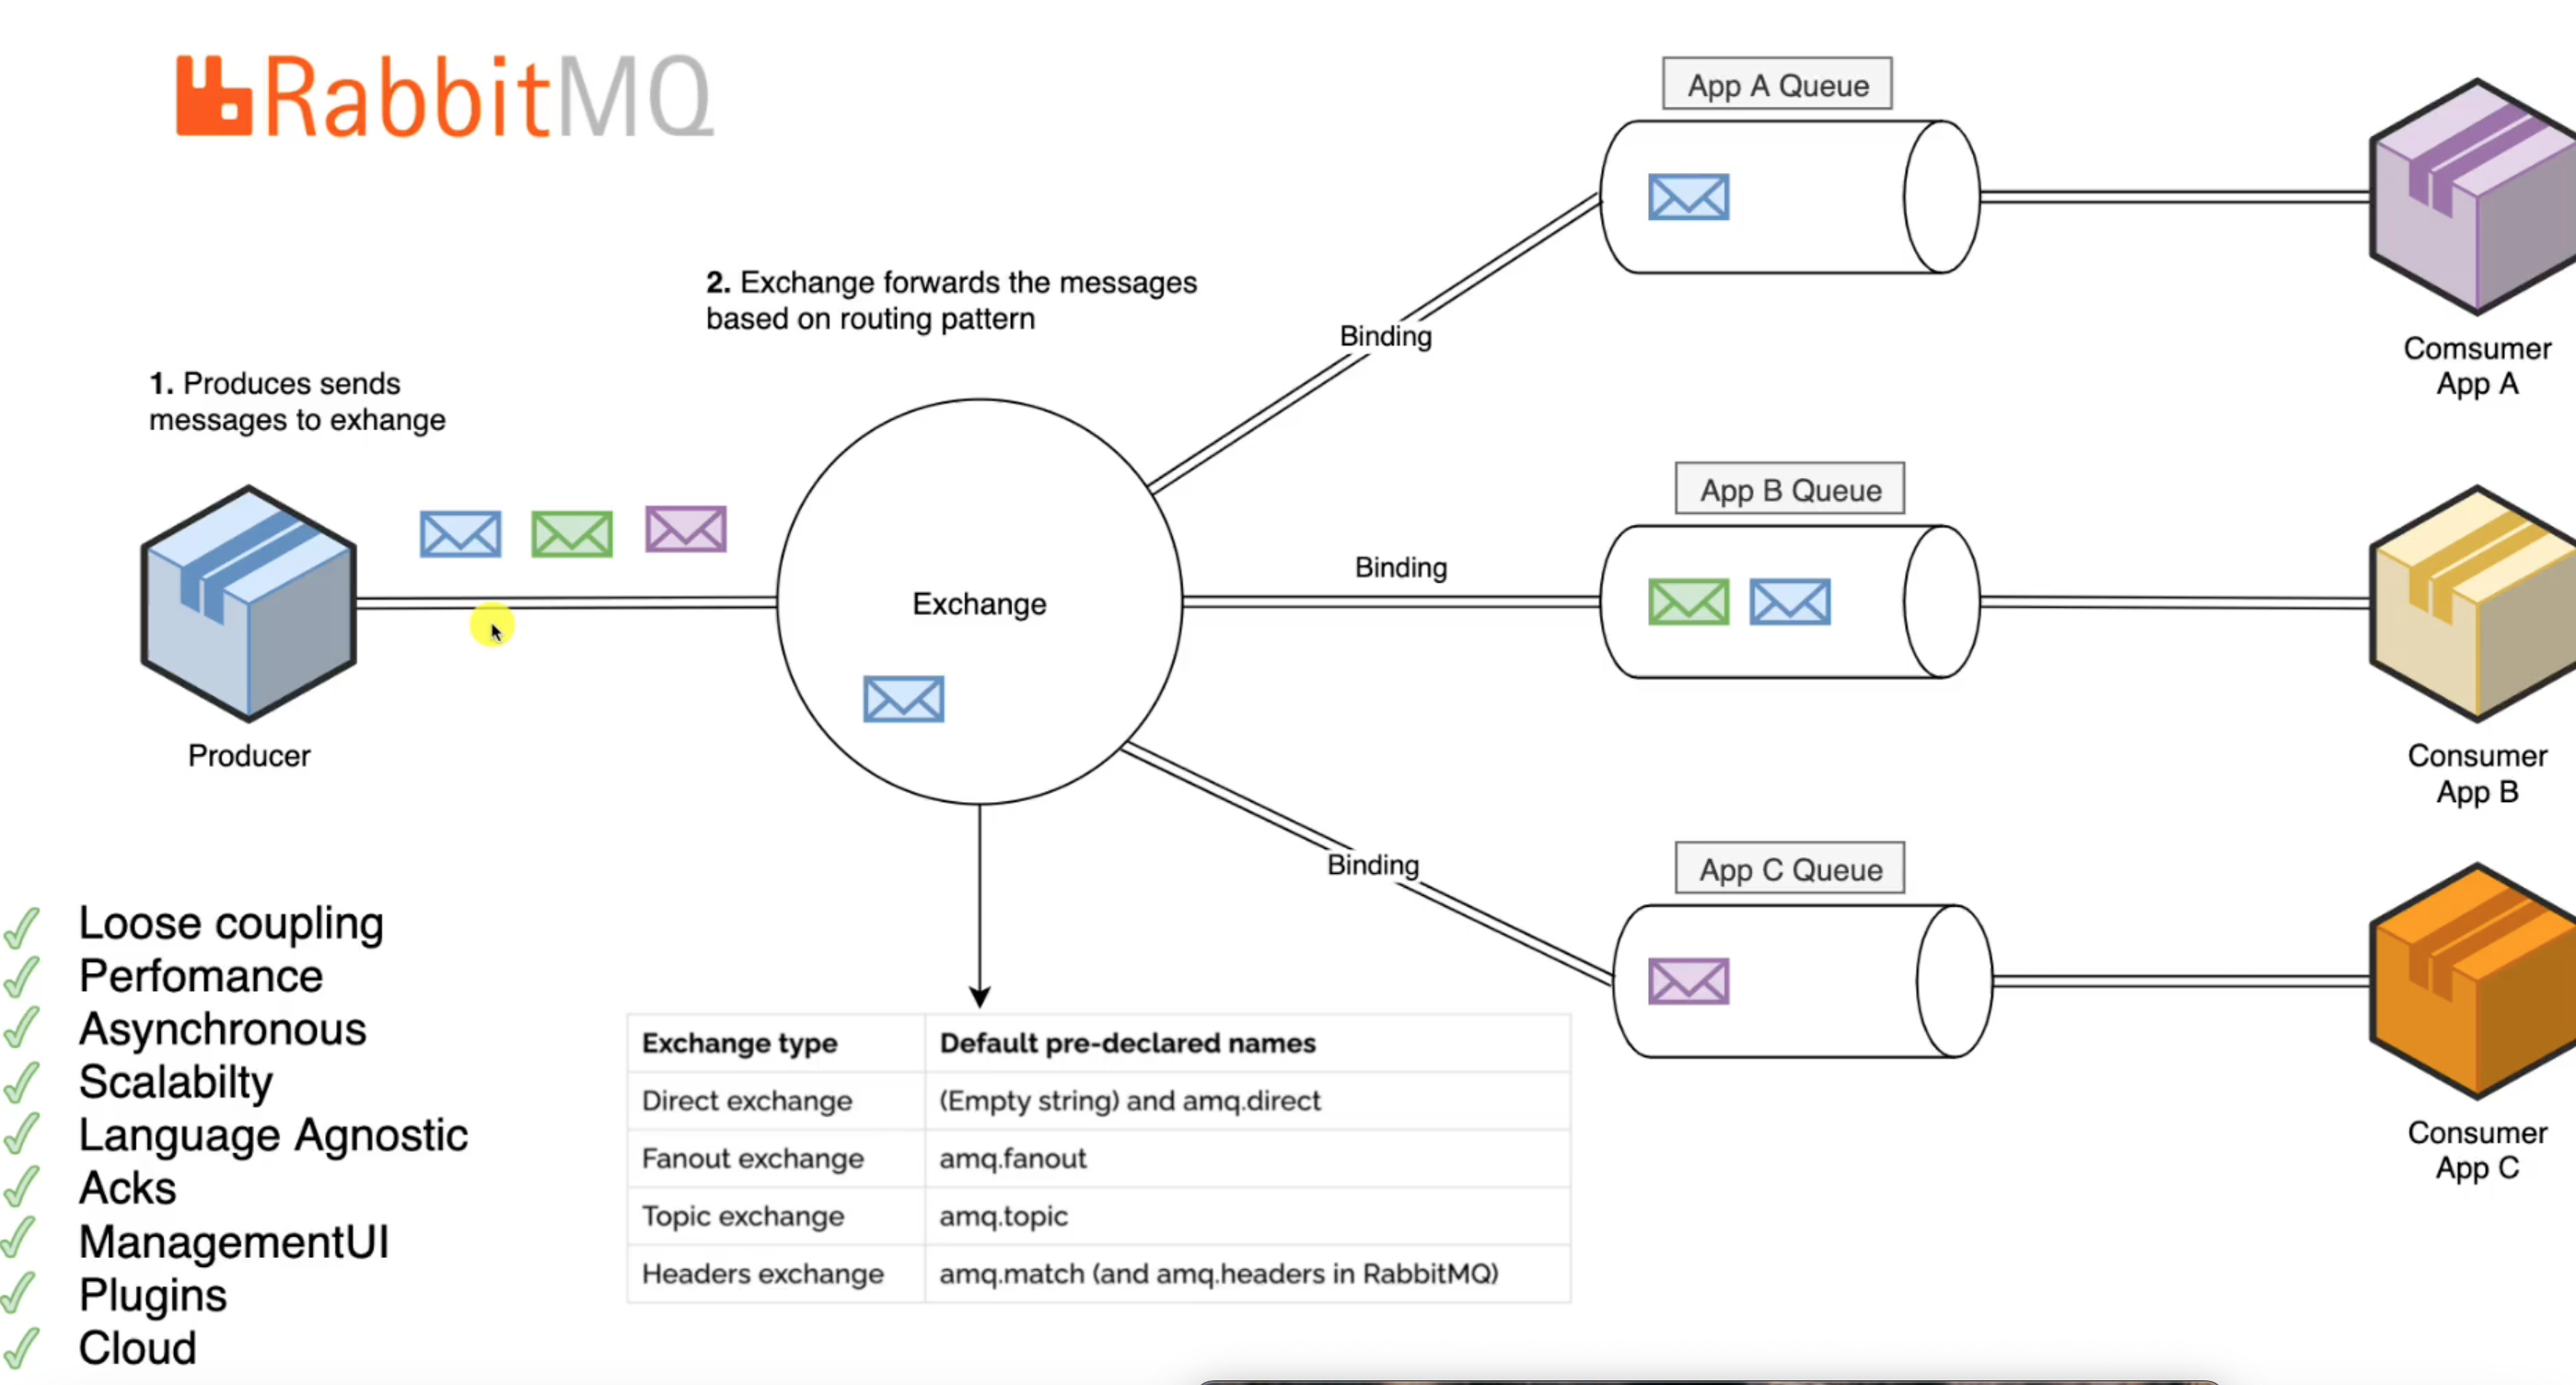 RabbitMQ
App A Queue
2. Exchange forwards the messages
based on routing pattern
Binding
Comsumer
App A
1. Produces sends
messages to exhange
App B Queue
Binding
Exchange
Producer
Consumer
App B
Binding
App C Queue
Consumer
App C
Loose coupling
Perfomance
Asynchronous
Scalabilty
Language Agnostic
Acks
ManagementUI
Plugins
Cloud
Exchange type Default pre-declared names
Direct exchange (Empty string) and amq.direct
Fanout exchange amq.fanout
Topic exchange amq.topic
Headers exchange amq.match (and amq.headers in RabbitMQ)